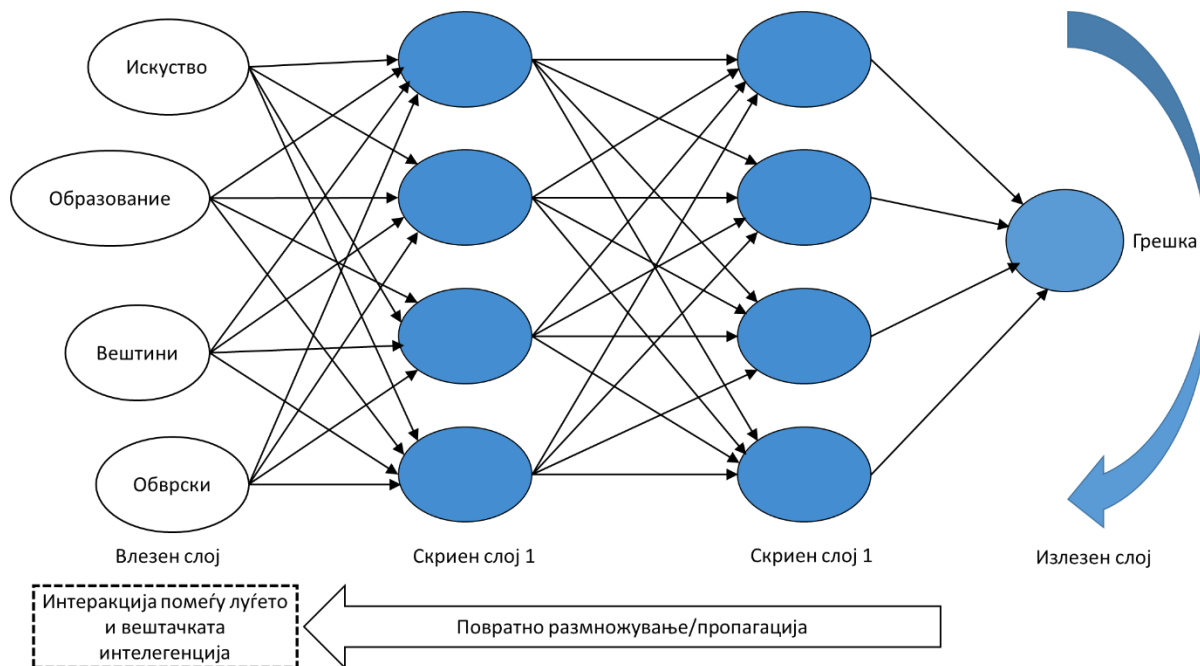 Искуство
Образование
Грешка
Вештини
Обврски
Влезен слој
Скриен слој 1
Скриен слој 1
Излезен слој
Интеракција помеѓу луѓето
и вештачката
интелегенција
Повратно размножување/пропагација